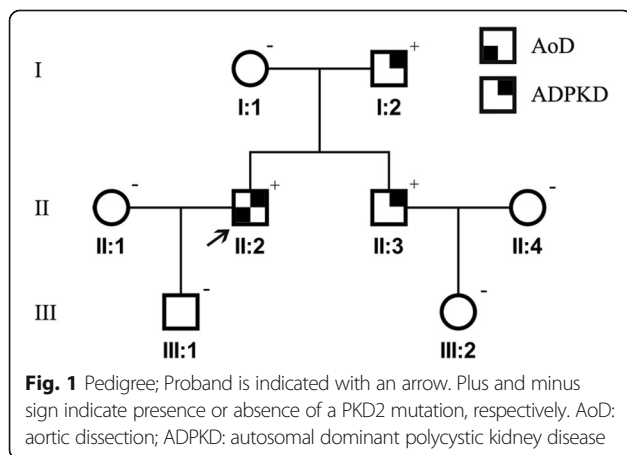 I
-
+
AoD
I:1
I:2
ADPKD
II
-
+
+
-
II:1
II:2
II:3
II:4
III
-
-
III:1
III:2
Fig. 1 Pedigree; Proband is indicated with an arrow. Plus and minus
sign indicate presence or absence of a PKD2 mutation, respectively. AoD:
aortic dissection; ADPKD: autosomal dominant polycystic kidney disease